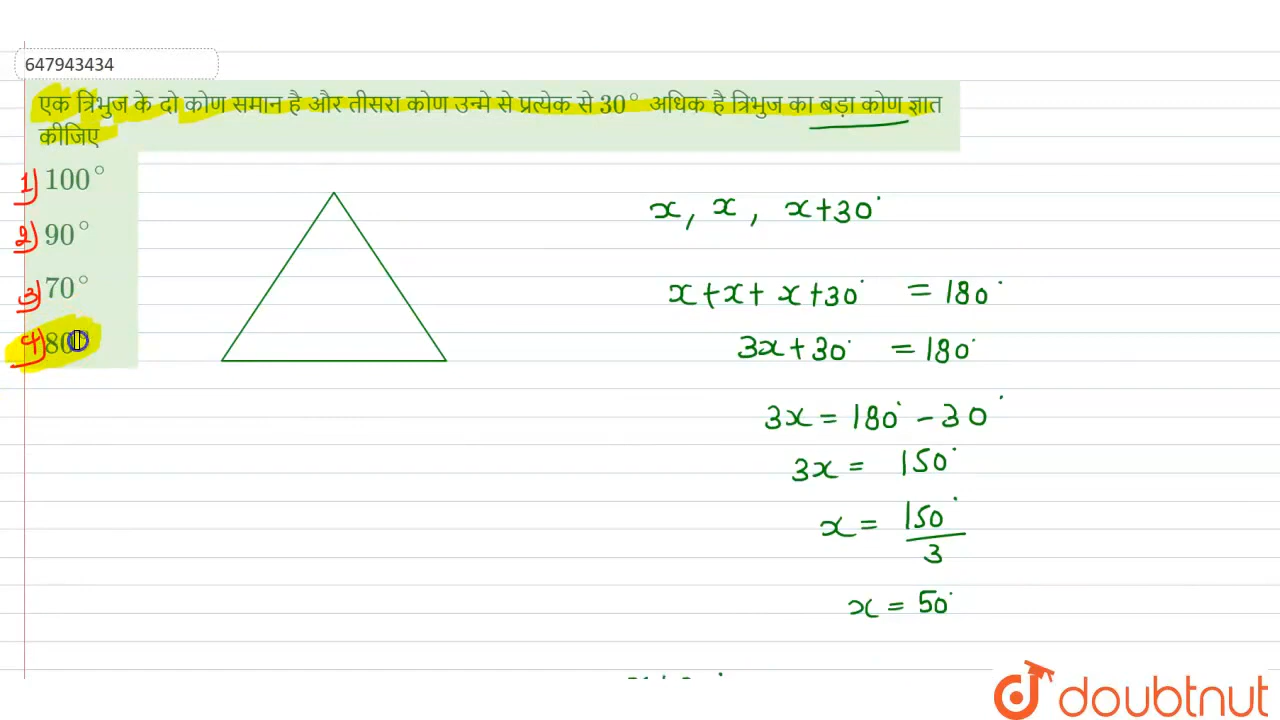 647943434
एक त्रिभुज के दो कोण समान है और तीसरा कोण उन्मे से प्रत्येक से 30° अधिक है त्रिभुज का बड़ा कोण ज्ञात
कीजिए
1) 100°
2) 90°
3) 70°
4) 80°
x, x, x+30°
x+x+ x+30° = 180°
3x+30° = 180°
3x = 180° - 30°
3x = 150°
x = 150°/3
x = 50°
doubtnut